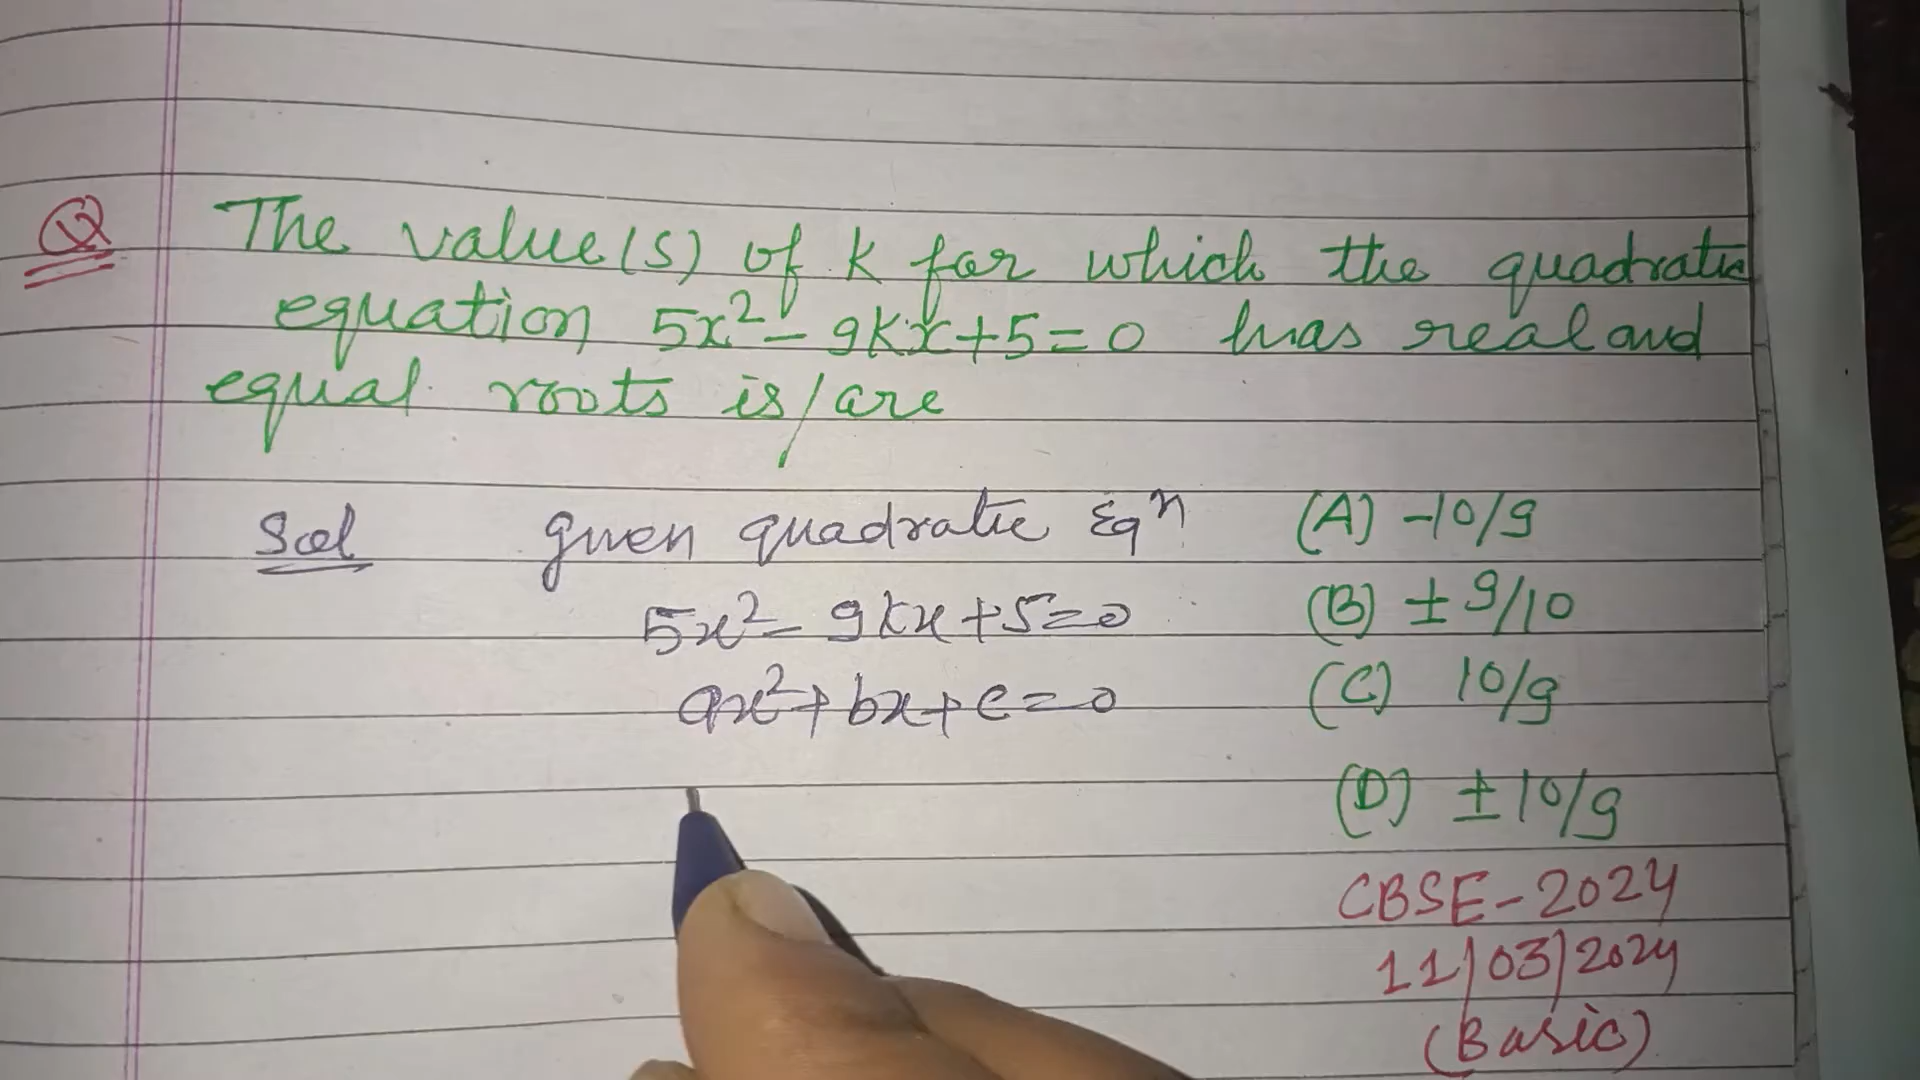 Q The value(s) of k for which the quadratic
equation 5x² - 9kx + 5 = 0 has real and
equal roots is/are
Sol given quadratic Eqⁿ
(A) -10/9
5x² - 9kx + 5 = 0
(B) ± 9/10
ax² + bx + c = 0
(C) 10/9
(D) ± 10/9
CBSE-2024
11/03/2024
(Basic)